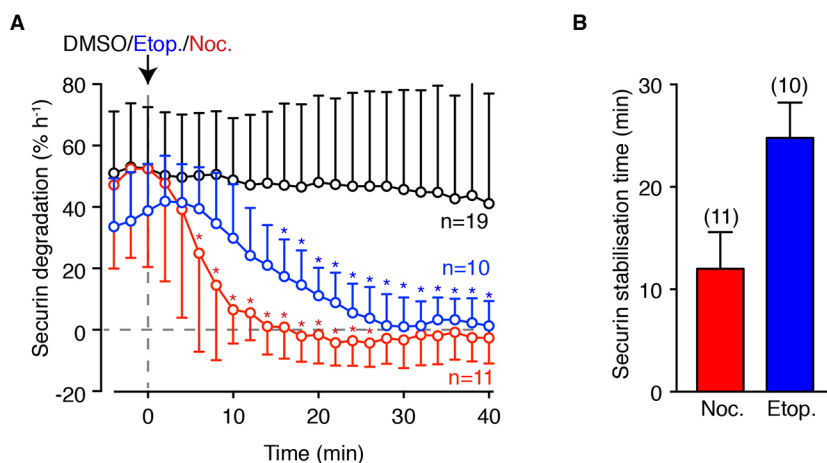 A
DMSO/Etop./Noc.
Securin degradation (% h-1)
80
60
40
20
0
-20
n=19
n=10
n=11
* * * * * * * * * * * * *
* * * * * * * * * * *
0
10
20
30
40
Time (min)
B
Securin stabilisation time (min)
30
20
10
0
(11)
(10)
Noc.
Etop.